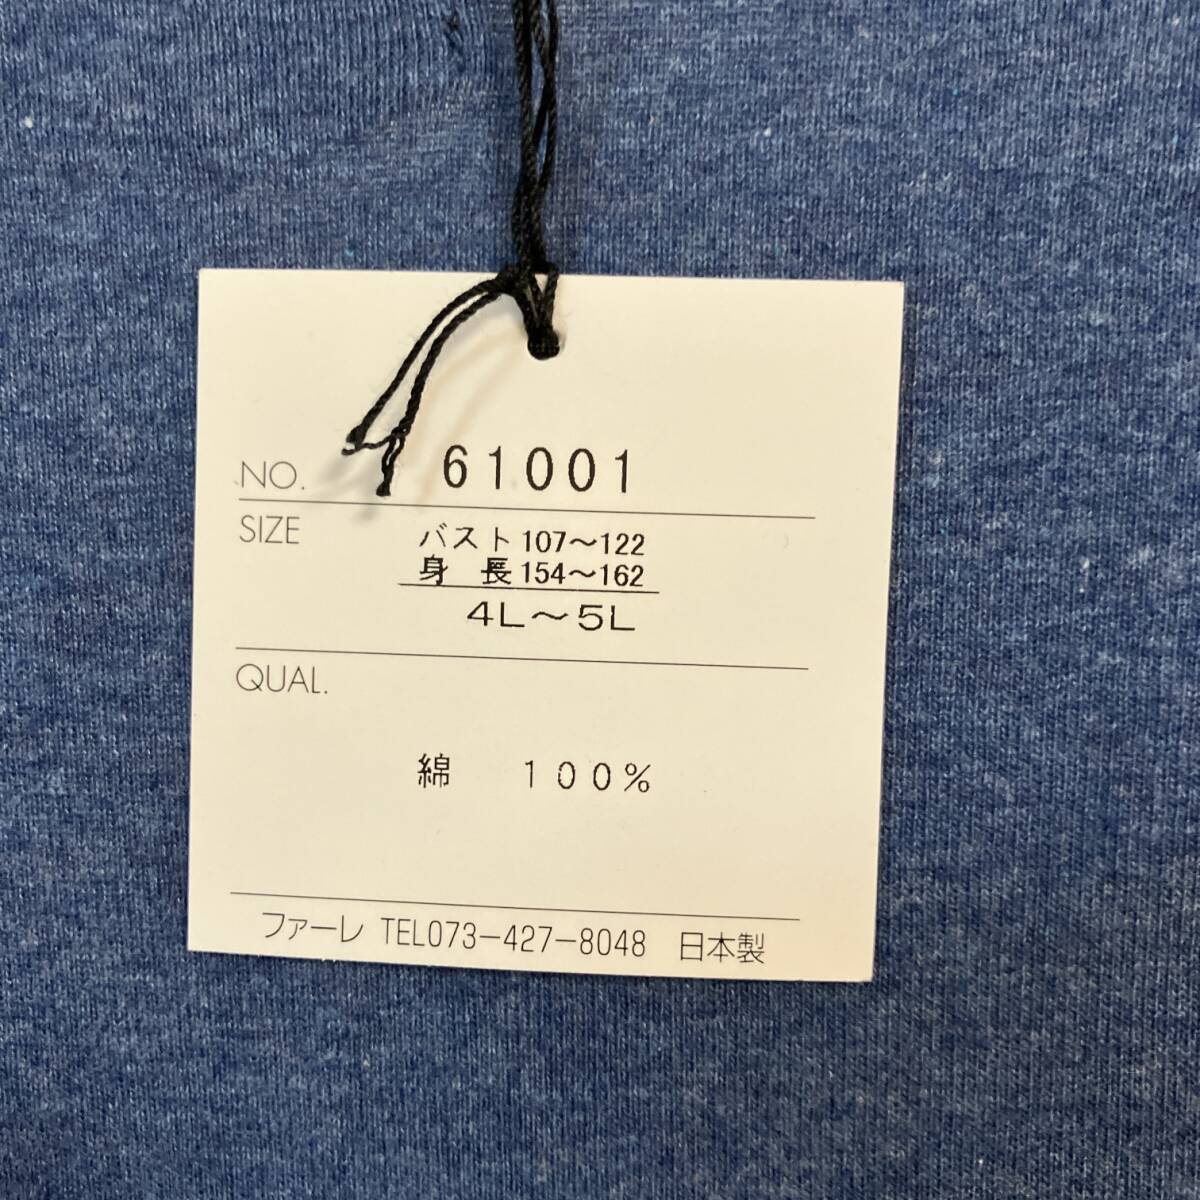 NO. 61001
SIZE バスト107～122
身 長154～162
4L～5L
QUAL.
綿 100%
ファーレ TEL073-427-8048 日本製